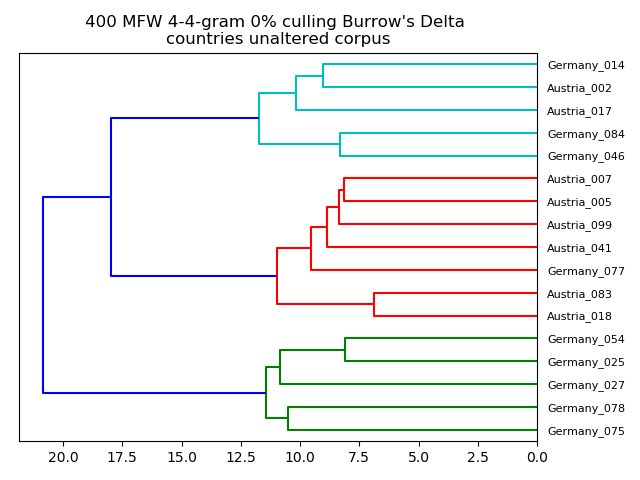 400 MFW 4-4-gram 0% culling Burrow's Delta
countries unaltered corpus
Germany_014
Austria_002
Austria_017
Germany_084
Germany_046
Austria_007
Austria_005
Austria_099
Austria_041
Germany_077
Austria_083
Austria_018
Germany_054
Germany_025
Germany_027
Germany_078
Germany_075
20.0 17.5 15.0 12.5 10.0 7.5 5.0 2.5 0.0